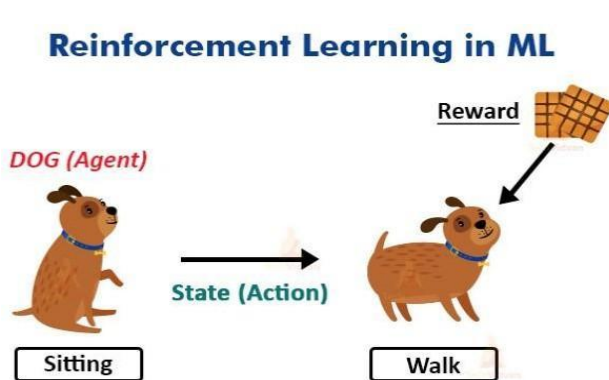 Reinforcement Learning in ML
Reward
DOG (Agent)
State (Action)
Sitting
Walk